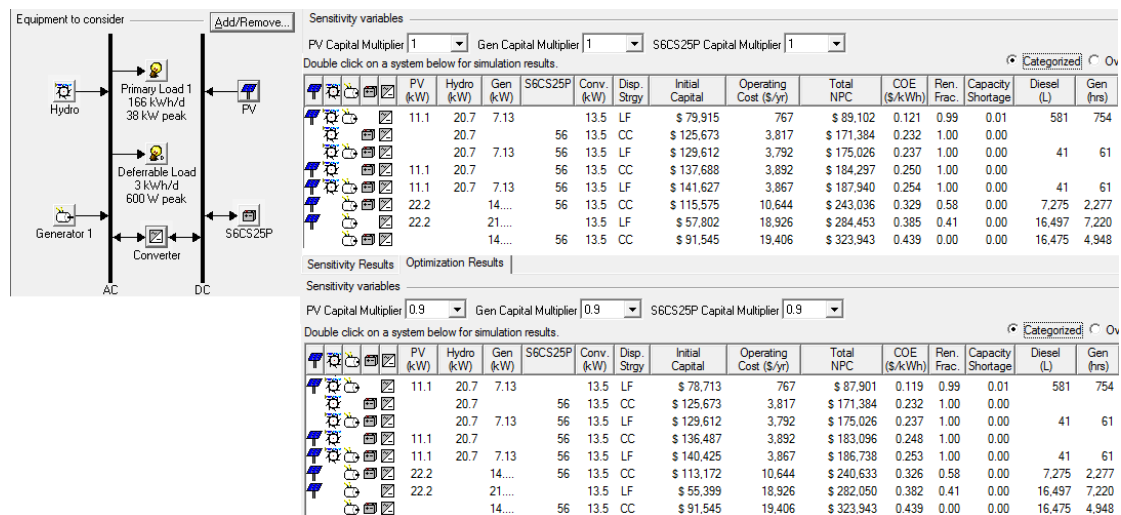 Equipment to consider
Add/Remove...
Hydro
Primary Load 1
166 kWh/d
38 kW peak
PV
Deferrable Load
3 kWh/d
600 W peak
Generator 1
Converter
S6CS25P
AC DC
Sensitivity variables
PV Capital Multiplier 1 Gen Capital Multiplier 1 S6CS25P Capital Multiplier 1
Double click on a system below for simulation results.
Categorized Ov
PV (kW) Hydro (kW) Gen (kW) S6CS25P Conv. (kW) Disp. Strgy Initial Capital Operating Cost ($/yr) Total NPC COE ($/kWh) Ren. Frac. Capacity Shortage Diesel (L) Gen (hrs)
11.1 20.7 7.13 13.5 LF $ 79,915 767 $ 89,102 0.121 0.99 0.01 581 754
20.7 56 13.5 CC $ 125,673 3,817 $ 171,384 0.232 1.00 0.00
20.7 7.13 56 13.5 LF $ 129,612 3,792 $ 175,026 0.237 1.00 0.00 41 61
11.1 20.7 56 13.5 CC $ 137,688 3,892 $ 184,297 0.250 1.00 0.00
11.1 20.7 7.13 56 13.5 LF $ 141,627 3,867 $ 187,940 0.254 1.00 0.00 41 61
22.2 14.... 56 13.5 CC $ 115,575 10,644 $ 243,036 0.329 0.58 0.00 7,275 2,277
22.2 21.... 13.5 LF $ 57,802 18,926 $ 284,453 0.385 0.41 0.00 16,497 7,220
14.... 56 13.5 CC $ 91,545 19,406 $ 323,943 0.439 0.00 0.00 16,475 4,948
Sensitivity Results Optimization Results
Sensitivity variables
PV Capital Multiplier 0.9 Gen Capital Multiplier 0.9 S6CS25P Capital Multiplier 0.9
Double click on a system below for simulation results.
Categorized Ov
PV (kW) Hydro (kW) Gen (kW) S6CS25P Conv. (kW) Disp. Strgy Initial Capital Operating Cost ($/yr) Total NPC COE ($/kWh) Ren. Frac. Capacity Shortage Diesel (L) Gen (hrs)
11.1 20.7 7.13 13.5 LF $ 78,713 767 $ 87,901 0.119 0.99 0.01 581 754
20.7 56 13.5 CC $ 125,673 3,817 $ 171,384 0.232 1.00 0.00
20.7 7.13 56 13.5 LF $ 129,612 3,792 $ 175,026 0.237 1.00 0.00 41 61
11.1 20.7 56 13.5 CC $ 136,487 3,892 $ 183,096 0.248 1.00 0.00
11.1 20.7 7.13 56 13.5 LF $ 140,425 3,867 $ 186,738 0.253 1.00 0.00 41 61
22.2 14.... 56 13.5 CC $ 113,172 10,644 $ 240,633 0.326 0.58 0.00 7,275 2,277
22.2 21.... 13.5 LF $ 55,399 18,926 $ 282,050 0.382 0.41 0.00 16,497 7,220
14.... 56 13.5 CC $ 91,545 19,406 $ 323,943 0.439 0.00 0.00 16,475 4,948